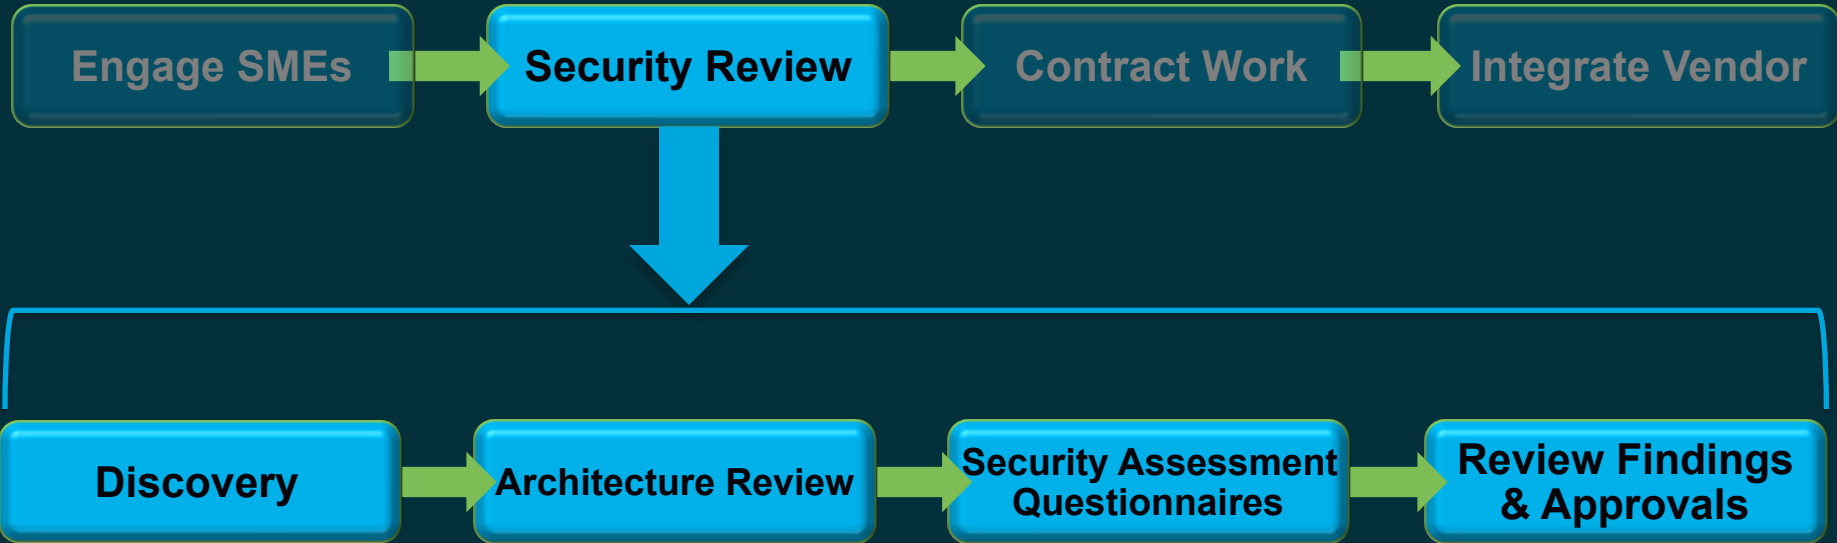 Engage SMEs
Security Review
Contract Work
Integrate Vendor
Discovery
Architecture Review
Security Assessment
Questionnaires
Review Findings
& Approvals